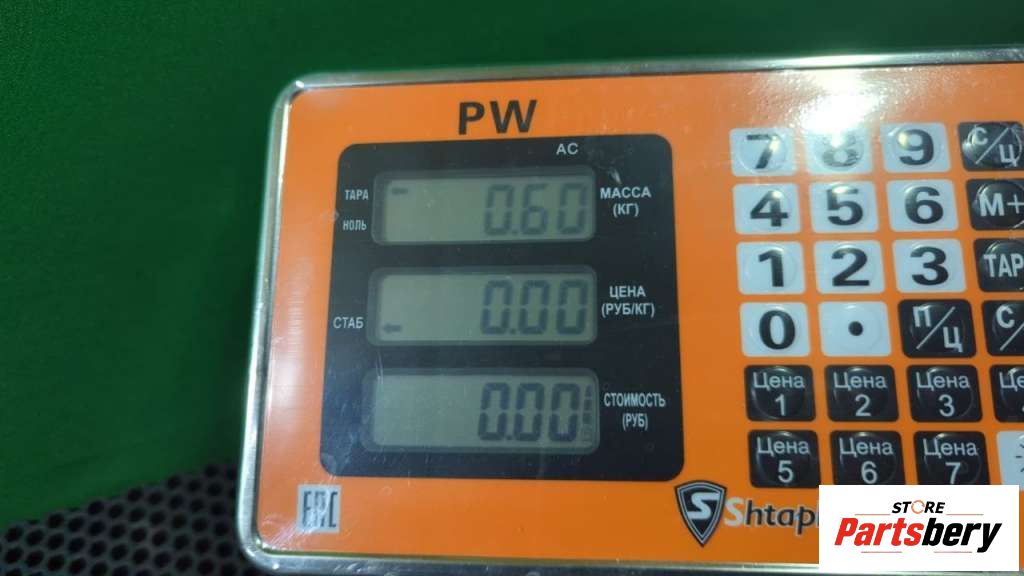 PW
AC
ТАРА
НОЛЬ
0.60
МАССА
(КГ)
СТАБ
0.00
ЦЕНА
(РУБ/КГ)
0.00
СТОИМОСТЬ
(РУБ)
7 8 9 С/Ц
4 5 6 М+
1 2 3 ТАР
0 . П/Ц С/
Цена 1
Цена 2
Цена 3
Цена 5
Цена 6
Цена 7
EAC
S Shtap
STORE
Partsbery